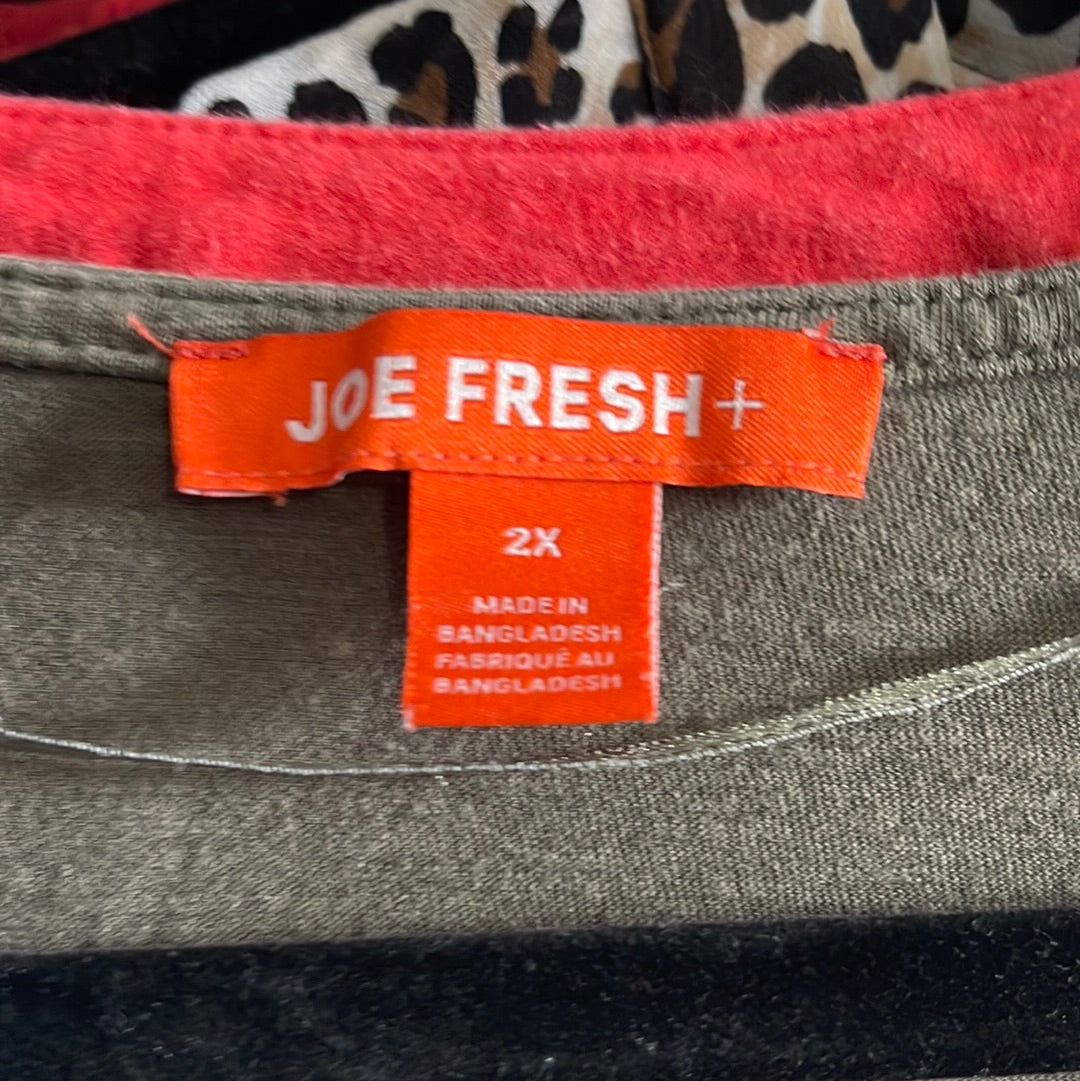 JOE FRESH+
2X
MADE IN
BANGLADESH
FABRIQUÉ AU
BANGLADESH